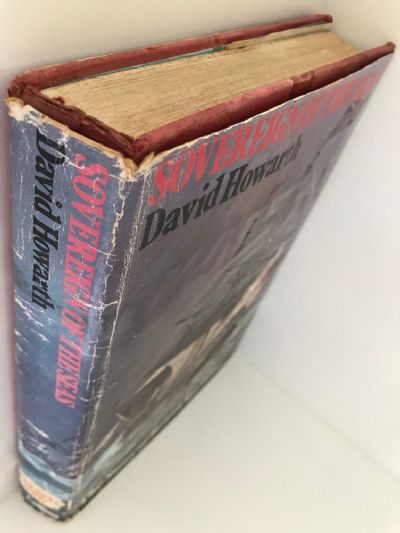 SOVEREIGN OF THE SEAS
David Howarth
SOVEREIGN OF THE SEAS
David Howarth